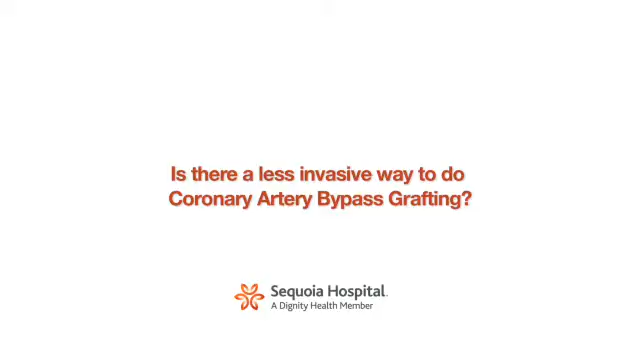 Is there a less invasive way to do
Coronary Artery Bypass Grafting?
Sequoia Hospital.
A Dignity Health Member